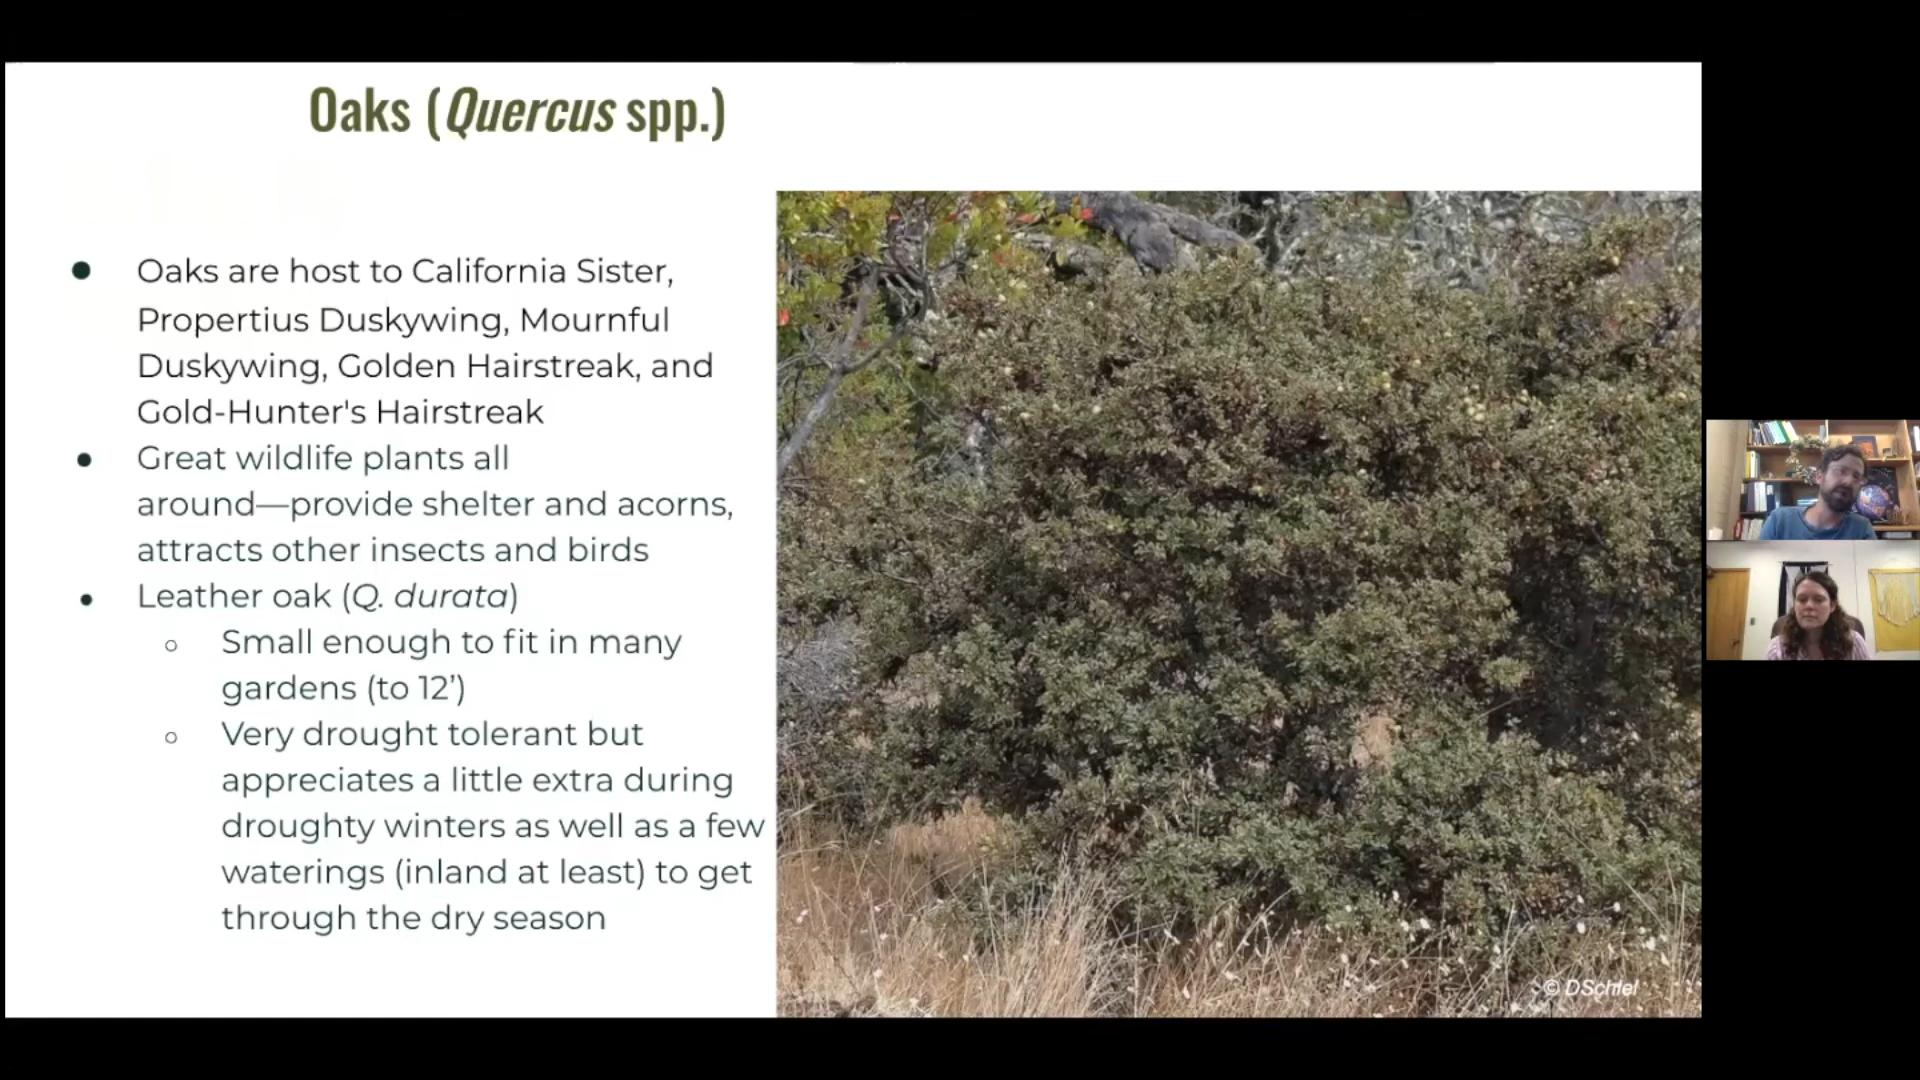 Oaks (Quercus spp.)
● Oaks are host to California Sister,
Propertius Duskywing, Mournful
Duskywing, Golden Hairstreak, and
Gold-Hunter's Hairstreak
● Great wildlife plants all
around—provide shelter and acorns,
attracts other insects and birds
● Leather oak (Q. durata)
○ Small enough to fit in many
gardens (to 12’)
○ Very drought tolerant but
appreciates a little extra during
droughty winters as well as a few
waterings (inland at least) to get
through the dry season
© DSchiel